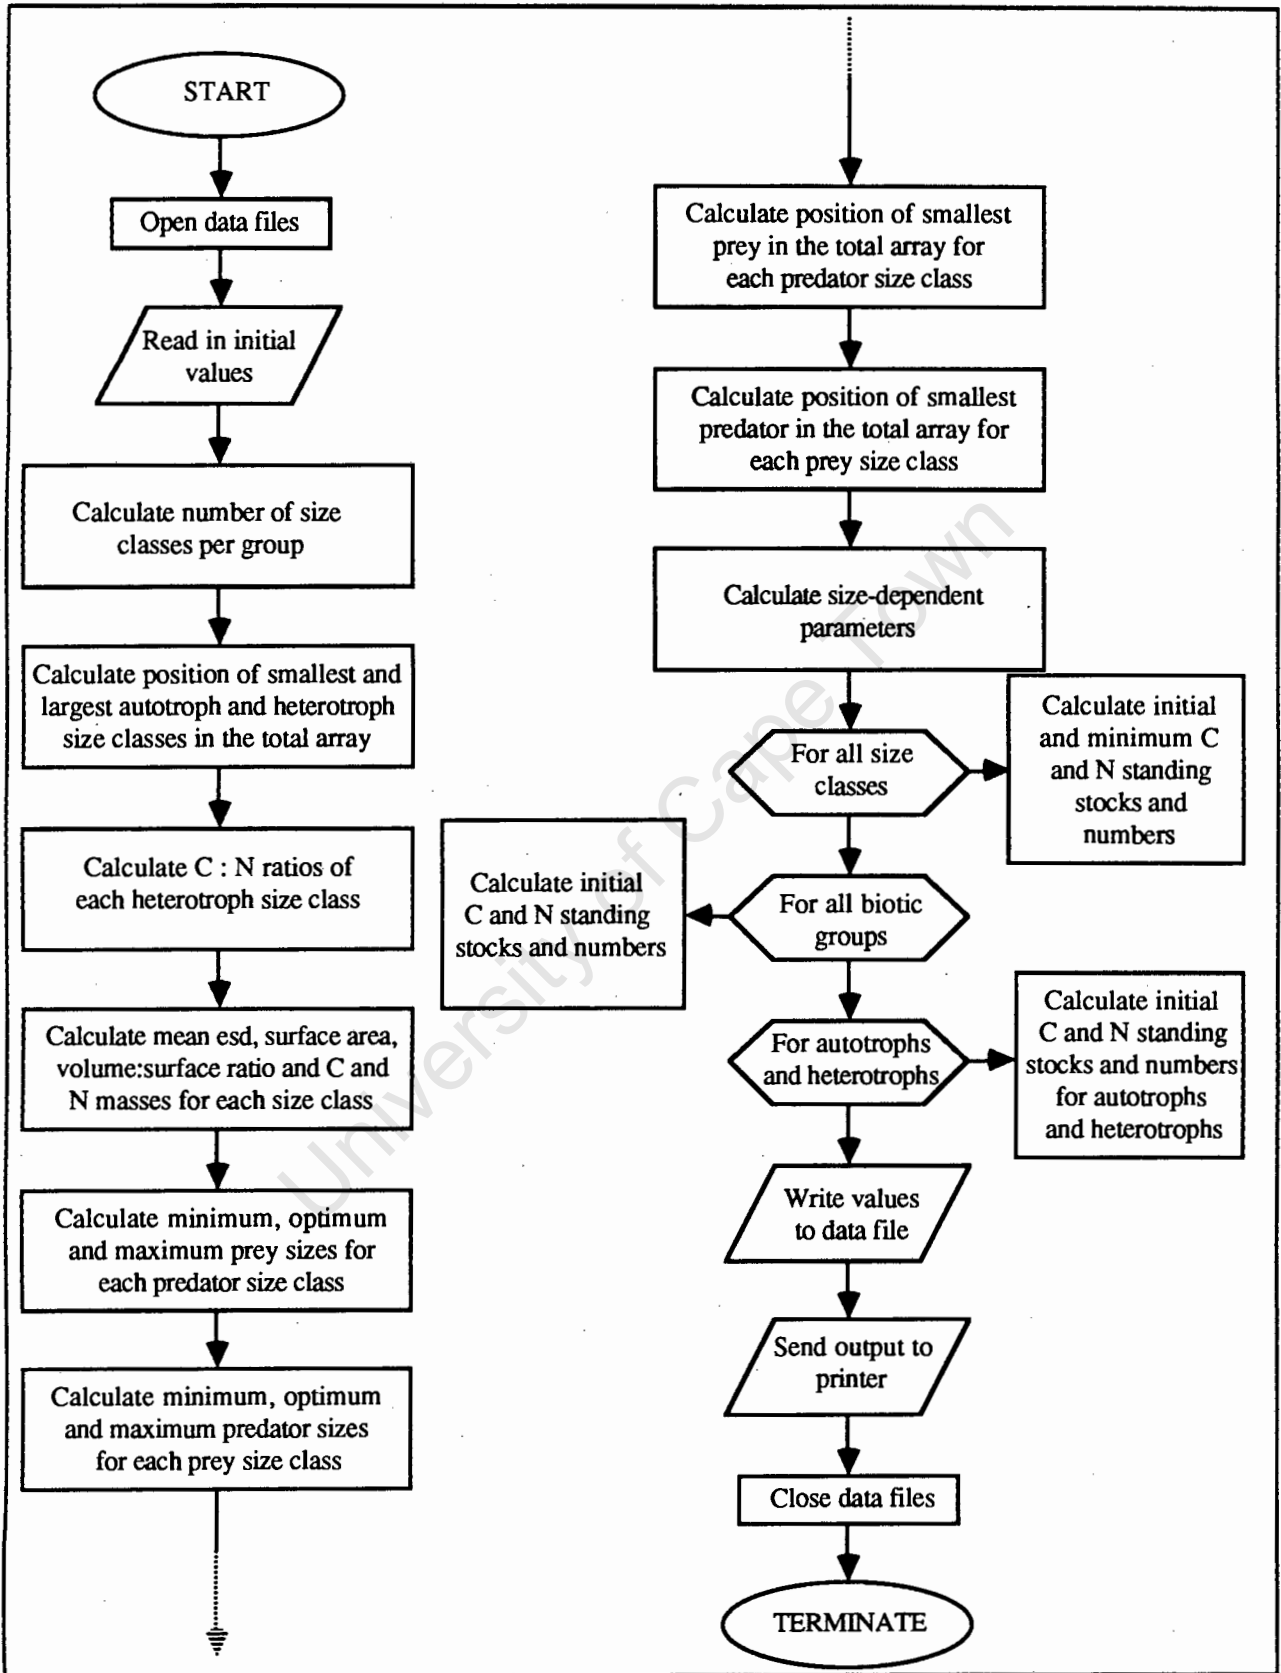 START
Open data files
Read in initial
values
Calculate number of size
classes per group
Calculate position of smallest and
largest autotroph and heterotroph
size classes in the total array
Calculate C : N ratios of
each heterotroph size class
Calculate mean esd, surface area,
volume:surface ratio and C and
N masses for each size class
Calculate minimum, optimum
and maximum prey sizes for
each predator size class
Calculate minimum, optimum
and maximum predator sizes
for each prey size class
Calculate position of smallest
prey in the total array for
each predator size class
Calculate position of smallest
predator in the total array for
each prey size class
Calculate size-dependent
parameters
For all size
classes
Calculate initial
and minimum C
and N standing
stocks and
numbers
For all biotic
groups
Calculate initial
C and N standing
stocks and numbers
For autotrophs
and heterotrophs
Calculate initial
C and N standing
stocks and numbers
for autotrophs
and heterotrophs
Write values
to data file
Send output to
printer
Close data files
TERMINATE
University of Cape Town